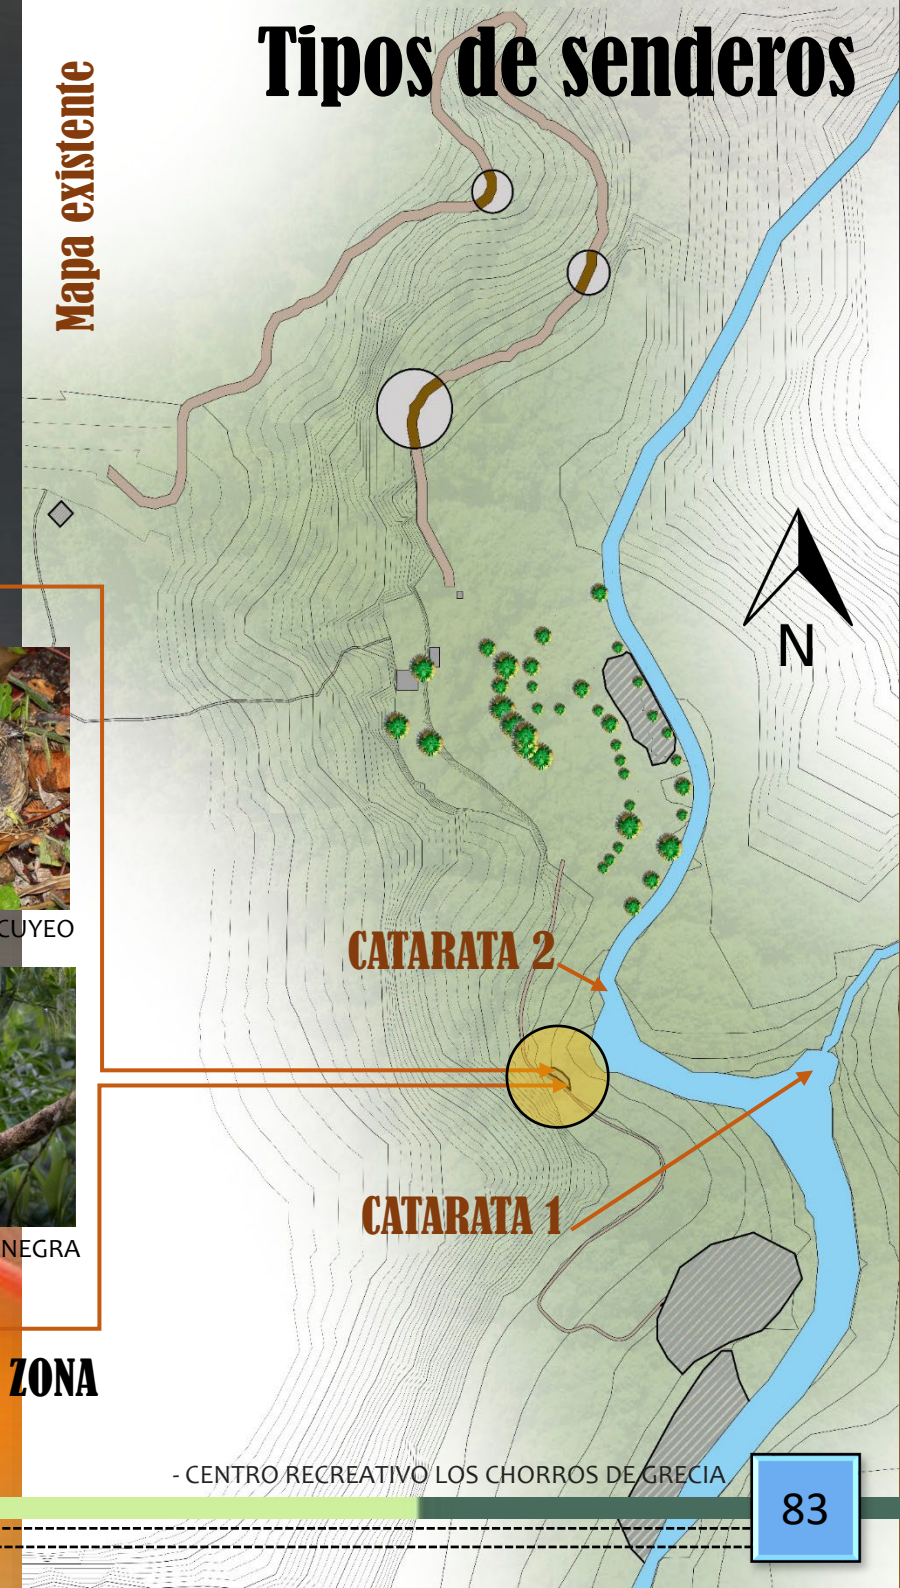 Tipos de senderos
Mapa existente
N
CUYEO
CATARATA 2
CATARATA 1
NEGRA
ZONA
- CENTRO RECREATIVO LOS CHORROS DE GRECIA
83